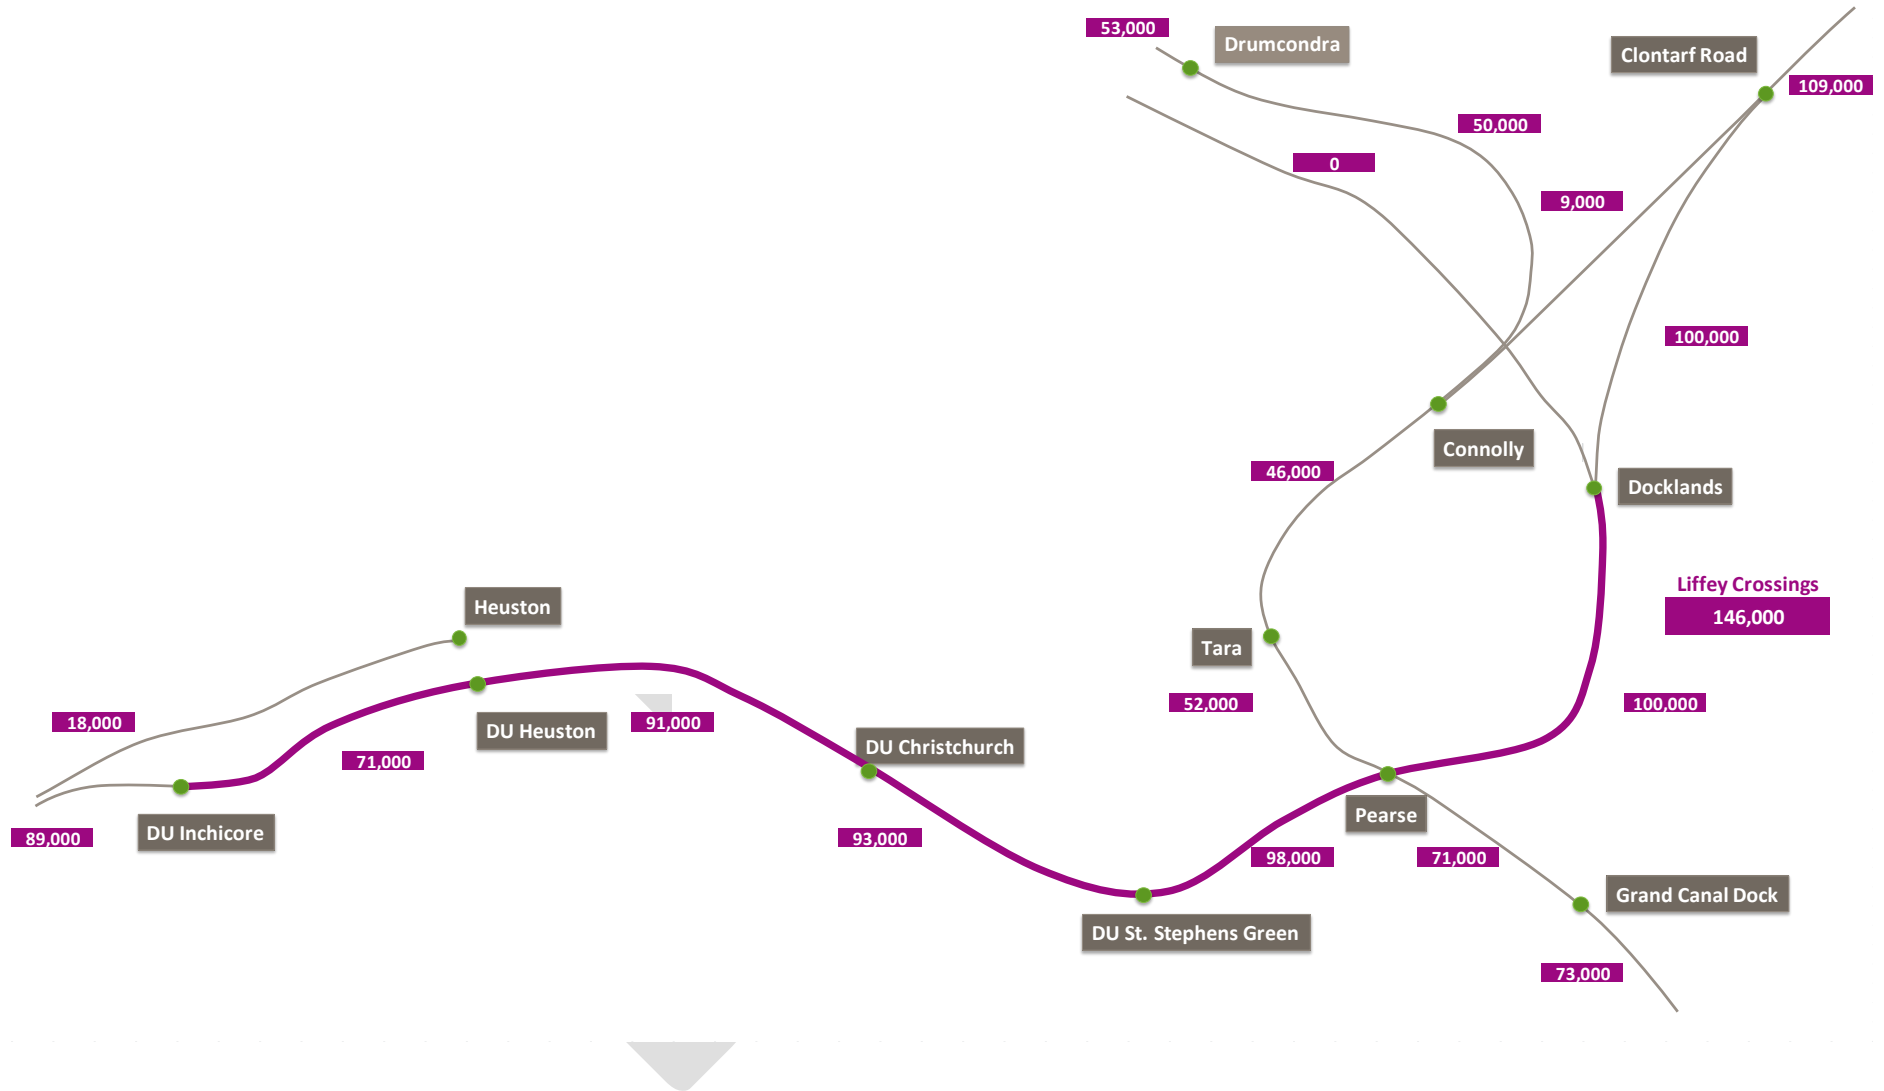 53,000
Drumcondra
Clontarf Road
109,000
50,000
0
9,000
100,000
Connolly
46,000
Docklands
Liffey Crossings
146,000
Heuston
Tara
18,000
DU Heuston
91,000
52,000
100,000
71,000
DU Christchurch
DU Inchicore
89,000
93,000
Pearse
98,000
71,000
Grand Canal Dock
DU St. Stephens Green
73,000